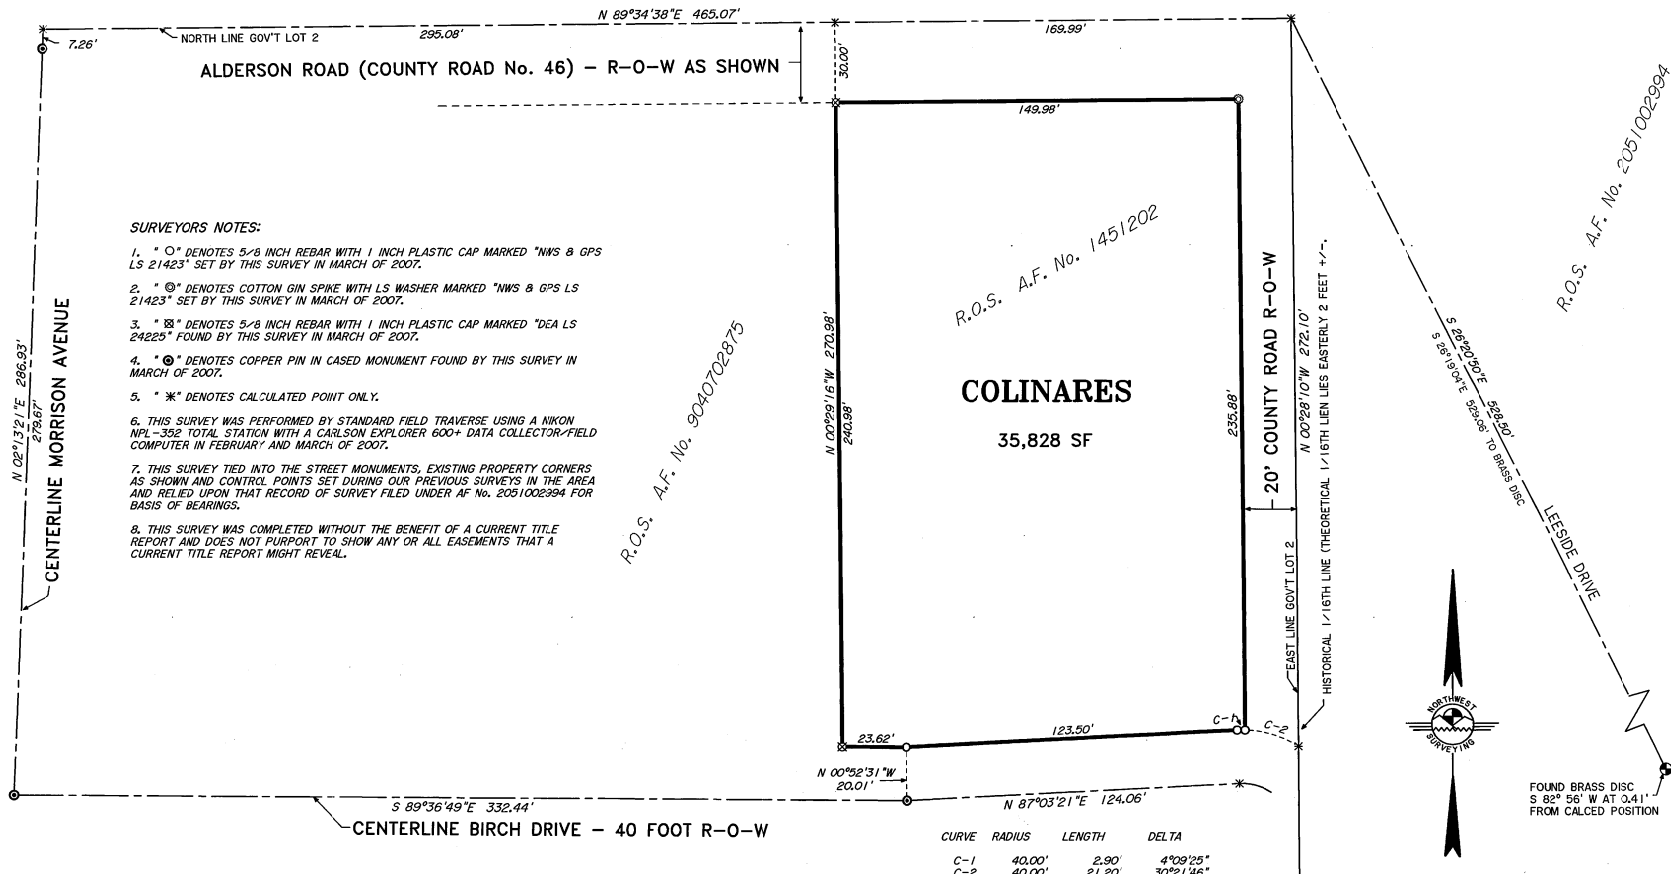 N 89°34'38"E 465.07'
7.26'
NORTH LINE GOV'T LOT 2
295.08'
169.99'
ALDERSON ROAD (COUNTY ROAD No. 46) – R–O–W AS SHOWN
30.00'
149.98'
SURVEYORS NOTES:
1. " O" DENOTES 5/8 INCH REBAR WITH 1 INCH PLASTIC CAP MARKED "NWS & GPS
LS 21423" SET BY THIS SURVEY IN MARCH OF 2007.
2. " ◎" DENOTES COTTON GIN SPIKE WITH LS WASHER MARKED "NWS & GPS LS
21423" SET BY THIS SURVEY IN MARCH OF 2007.
3. " ⊠" DENOTES 5/8 INCH REBAR WITH 1 INCH PLASTIC CAP MARKED "DEA LS
24225" FOUND BY THIS SURVEY IN MARCH OF 2007.
4. " ◉" DENOTES COPPER PIN IN CASED MONUMENT FOUND BY THIS SURVEY IN
MARCH OF 2007.
5. " ✳" DENOTES CALCULATED POINT ONLY.
6. THIS SURVEY WAS PERFORMED BY STANDARD FIELD TRAVERSE USING A NIKON
NPL-352 TOTAL STATION WITH A CARLSON EXPLORER 600+ DATA COLLECTOR/FIELD
COMPUTER IN FEBRUARY AND MARCH OF 2007.
7. THIS SURVEY TIED INTO THE STREET MONUMENTS, EXISTING PROPERTY CORNERS
AS SHOWN AND CONTROL POINTS SET DURING OUR PREVIOUS SURVEYS IN THE AREA
AND RELIED UPON THAT RECORD OF SURVEY FILED UNDER AF No. 2051002994 FOR
BASIS OF BEARINGS.
8. THIS SURVEY WAS COMPLETED WITHOUT THE BENEFIT OF A CURRENT TITLE
REPORT AND DOES NOT PURPORT TO SHOW ANY OR ALL EASEMENTS THAT A
CURRENT TITLE REPORT MIGHT REVEAL.
N 02°13'21"E 286.93'
279.67'
CENTERLINE MORRISON AVENUE
R.O.S. A.F. No. 9040702875
N 00°29'16"W 270.98'
240.98'
R.O.S. A.F. No. 1451202
COLINARES
35,828 SF
235.88'
20' COUNTY ROAD R–O–W
EAST LINE GOV'T LOT 2
N 00°28'10"W 272.10'
HISTORICAL 1/16TH LINE (THEORETICAL 1/16TH LIEN LIES EASTERLY 2 FEET +/-.
S 26°20'50"E 528.50'
S 26°19'04"E 529.06' TO BRASS DISC
LEESIDE DRIVE
R.O.S. A.F. No. 2051002994
23.62'
123.50'
C-1
C-2
N 00°52'31"W
20.01'
S 89°36'49"E 332.44'
N 87°03'21"E 124.06'
CENTERLINE BIRCH DRIVE – 40 FOOT R–O–W
NORTHWEST
SURVEYING
FOUND BRASS DISC
S 82° 56' W AT 0.41'
FROM CALCED POSITION
CURVE RADIUS LENGTH DELTA
C-1 40.00' 2.90' 4°09'25"
C-2 40.00' 21.20' 30°21'46"